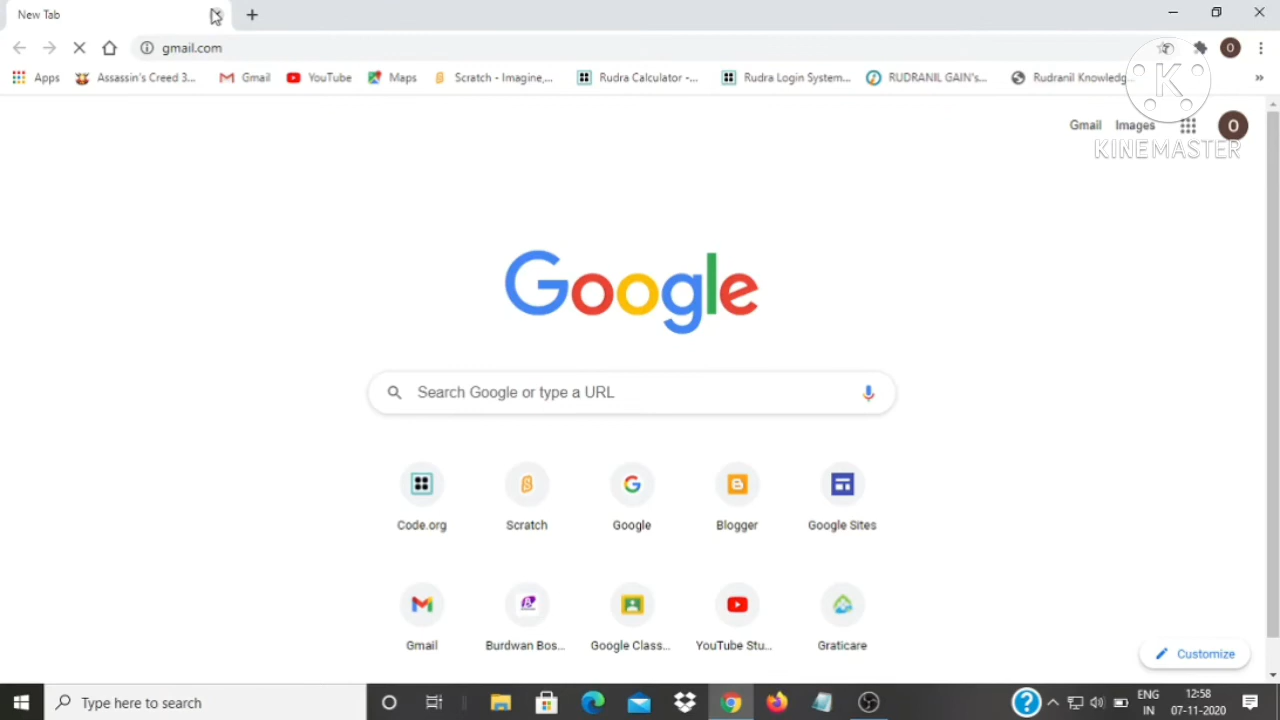 New Tab
gmail.com
Apps
Assassin's Creed 3...
Gmail
YouTube
Maps
Scratch - Imagine,...
Rudra Calculator -...
Rudra Login System...
RUDRANIL GAIN's...
Rudranil Knowledg...
»
O
K
KINEMASTER
Gmail
Images
O
Google
Search Google or type a URL
Code.org
Scratch
Google
Blogger
Google Sites
Gmail
Burdwan Bos...
Google Class...
YouTube Stu...
Graticare
Customize
Type here to search
ENG
IN
12:58
07-11-2020